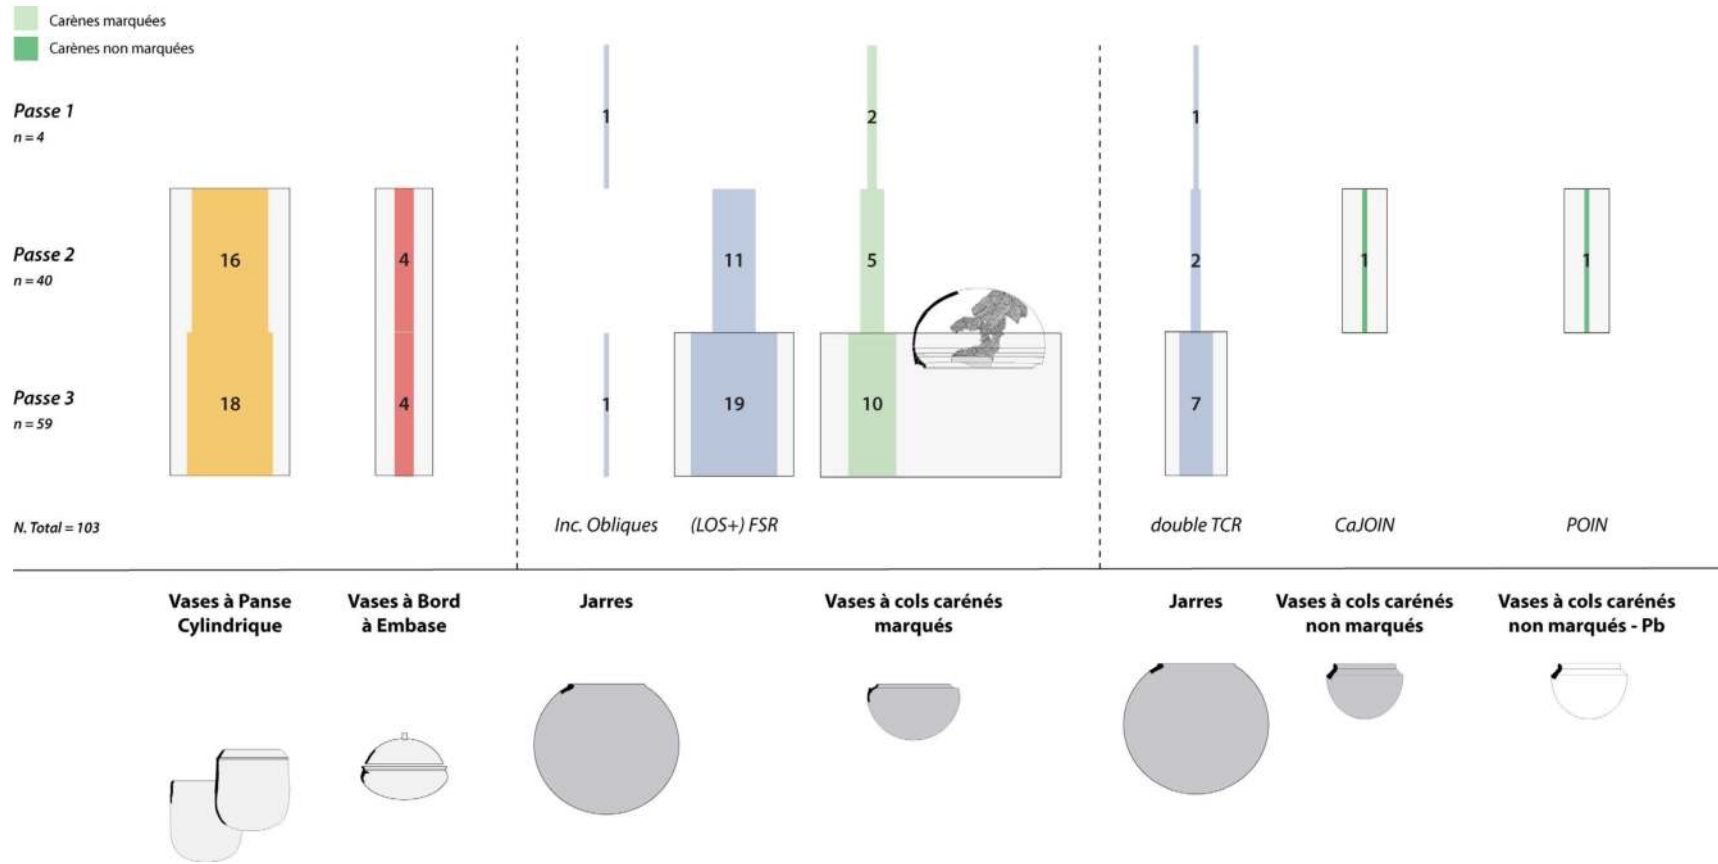 Carènes marquées
Carènes non marquées
Passe 1
n = 4
1
2
1
Passe 2
n = 40
16
4
11
5
2
1
1
Passe 3
n = 59
18
4
1
19
10
7
N. Total = 103
Inc. Obliques
(LOS+) FSR
double TCR
CaJOIN
POIN
Vases à Panse
Cylindrique
Vases à Bord
à Embase
Jarres
Vases à cols carénés
marqués
Jarres
Vases à cols carénés
non marqués
Vases à cols carénés
non marqués - Pb